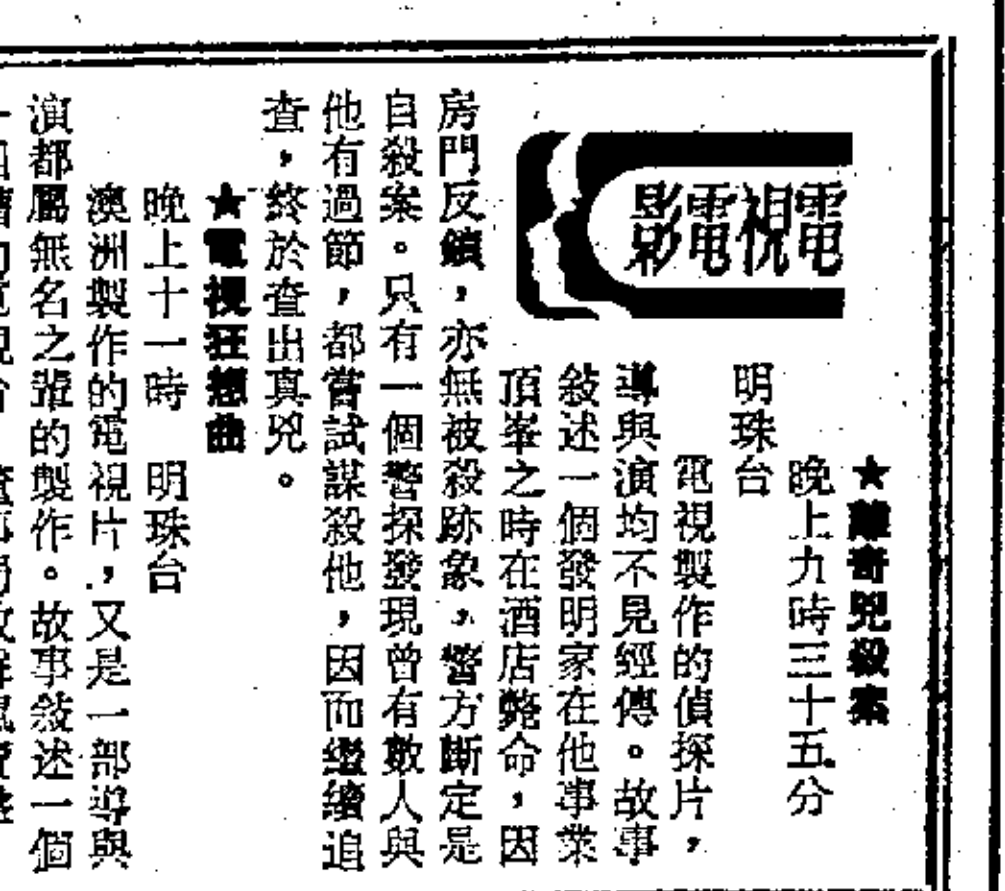 電視電影
★離奇兇殺案
晚上九時三十五分
明珠台
電視製作的偵探片，
導與演均不見經傳。故事
敍述一個發明家在他事業
頂峯之時在酒店斃命，因
房門反鎖，亦無被殺跡象，警方斷定是
自殺案。只有一個警探發現曾有數人與
他有過節，都嘗試謀殺他，因而繼續追
查，終於查出真兇。
★電視狂想曲
晚上十一時　明珠台
澳洲製作的電視片，又是一部導與
演都屬無名之輩的製作。故事敍述一個